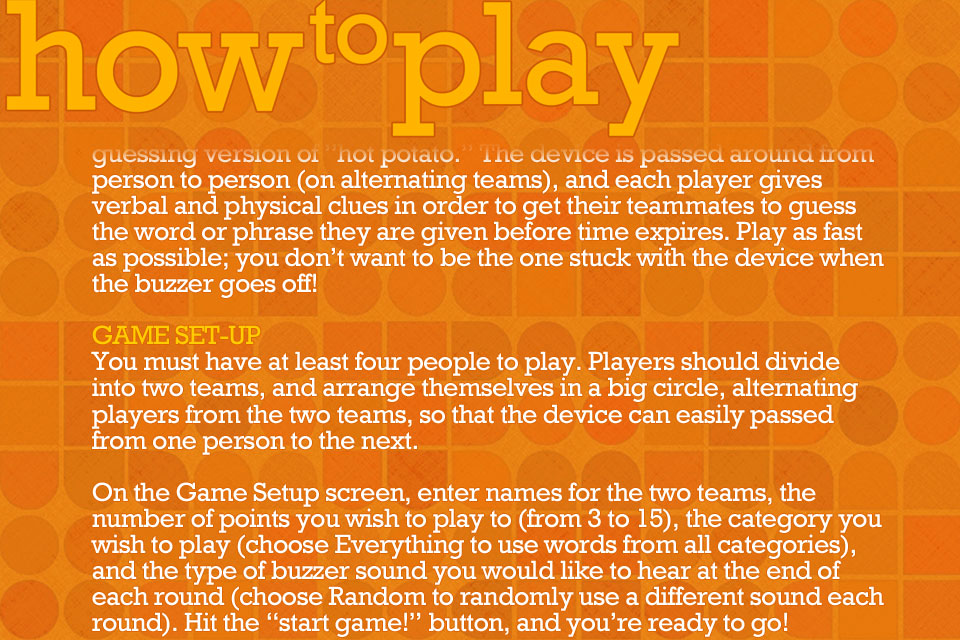 how to play
guessing version of "hot potato." The device is passed around from
person to person (on alternating teams), and each player gives
verbal and physical clues in order to get their teammates to guess
the word or phrase they are given before time expires. Play as fast
as possible; you don’t want to be the one stuck with the device when
the buzzer goes off!
GAME SET-UP
You must have at least four people to play. Players should divide
into two teams, and arrange themselves in a big circle, alternating
players from the two teams, so that the device can easily passed
from one person to the next.
On the Game Setup screen, enter names for the two teams, the
number of points you wish to play to (from 3 to 15), the category you
wish to play (choose Everything to use words from all categories),
and the type of buzzer sound you would like to hear at the end of
each round (choose Random to randomly use a different sound each
round). Hit the “start game!” button, and you’re ready to go!